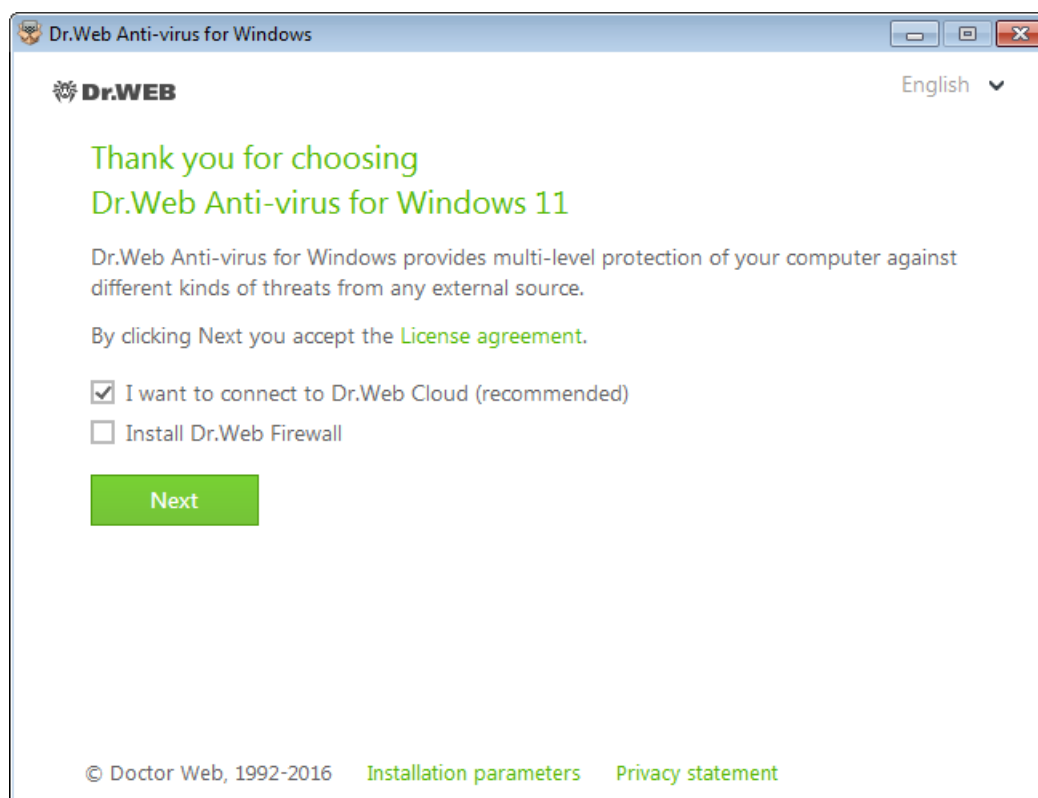 Dr.Web Anti-virus for Windows
Dr.WEB
English
Thank you for choosing
Dr.Web Anti-virus for Windows 11
Dr.Web Anti-virus for Windows provides multi-level protection of your computer against
different kinds of threats from any external source.
By clicking Next you accept the License agreement.
I want to connect to Dr.Web Cloud (recommended)
Install Dr.Web Firewall
Next
© Doctor Web, 1992-2016 Installation parameters Privacy statement